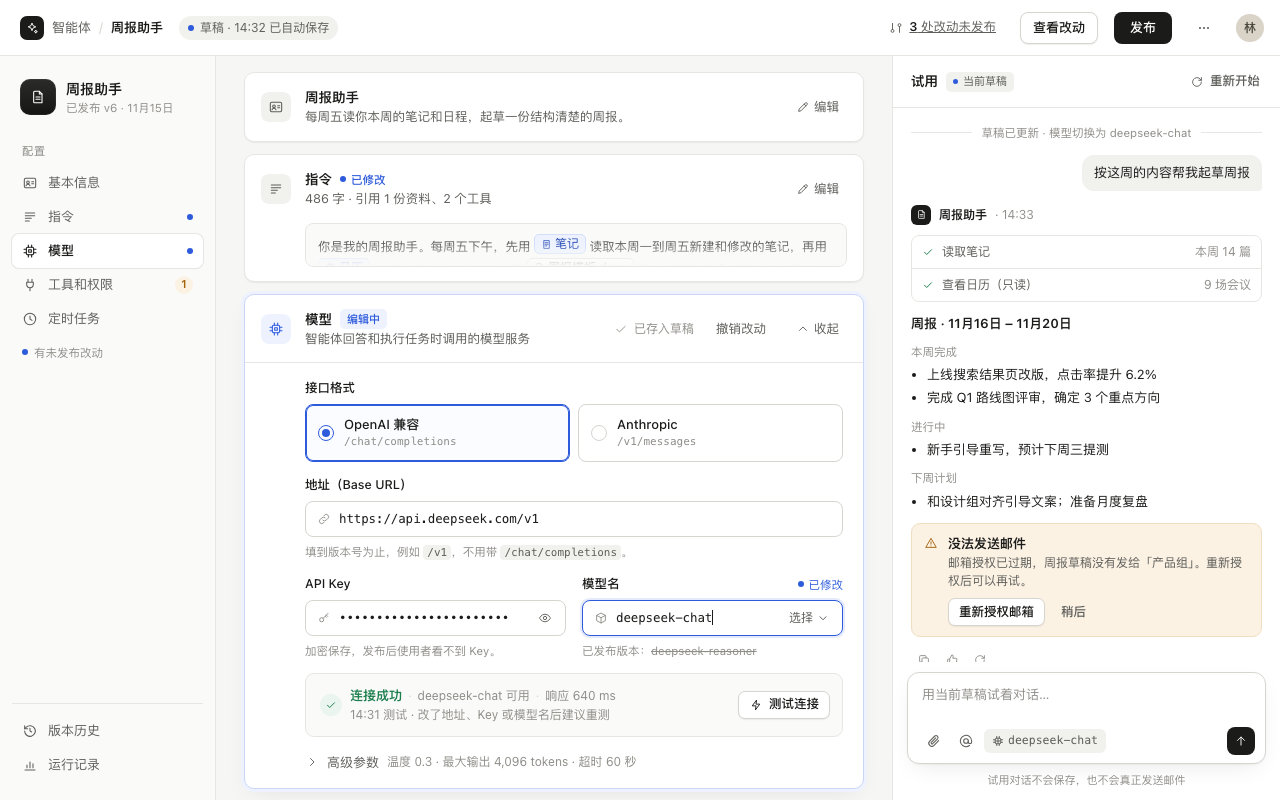 智能体 / 周报助手
草稿 · 14:32 已自动保存
3 处改动未发布
查看改动
发布
林
周报助手
已发布 v6 · 11月15日
配置
基本信息
指令
模型
工具和权限 1
定时任务
有未发布改动
版本历史
运行记录
周报助手
每周五读你本周的笔记和日程，起草一份结构清楚的周报。
编辑
指令 已修改
486 字 · 引用 1 份资料、2 个工具
编辑
你是我的周报助手。每周五下午，先用 笔记 读取本周一到周五新建和修改的笔记，再用
模型 编辑中
智能体回答和执行任务时调用的模型服务
已存入草稿
撤销改动
收起
接口格式
OpenAI 兼容
/chat/completions
Anthropic
/v1/messages
地址（Base URL）
https://api.deepseek.com/v1
填到版本号为止，例如 /v1，不用带 /chat/completions。
API Key
••••••••••••••••••••••
加密保存，发布后使用者看不到 Key。
模型名 已修改
deepseek-chat
选择
已发布版本：deepseek-reasoner
连接成功 · deepseek-chat 可用 · 响应 640 ms
14:31 测试 · 改了地址、Key 或模型名后建议重测
测试连接
高级参数 温度 0.3 · 最大输出 4,096 tokens · 超时 60 秒
试用 当前草稿
重新开始
草稿已更新 · 模型切换为 deepseek-chat
按这周的内容帮我起草周报
周报助手 · 14:33
读取笔记 本周 14 篇
查看日历（只读） 9 场会议
周报 · 11月16日 – 11月20日
本周完成
• 上线搜索结果页改版，点击率提升 6.2%
• 完成 Q1 路线图评审，确定 3 个重点方向
进行中
• 新手引导重写，预计下周三提测
下周计划
• 和设计组对齐引导文案；准备月度复盘
没法发送邮件
邮箱授权已过期，周报草稿没有发给「产品组」。重新授
权后可以再试。
重新授权邮箱
稍后
用当前草稿试着对话…
deepseek-chat
试用对话不会保存，也不会真正发送邮件